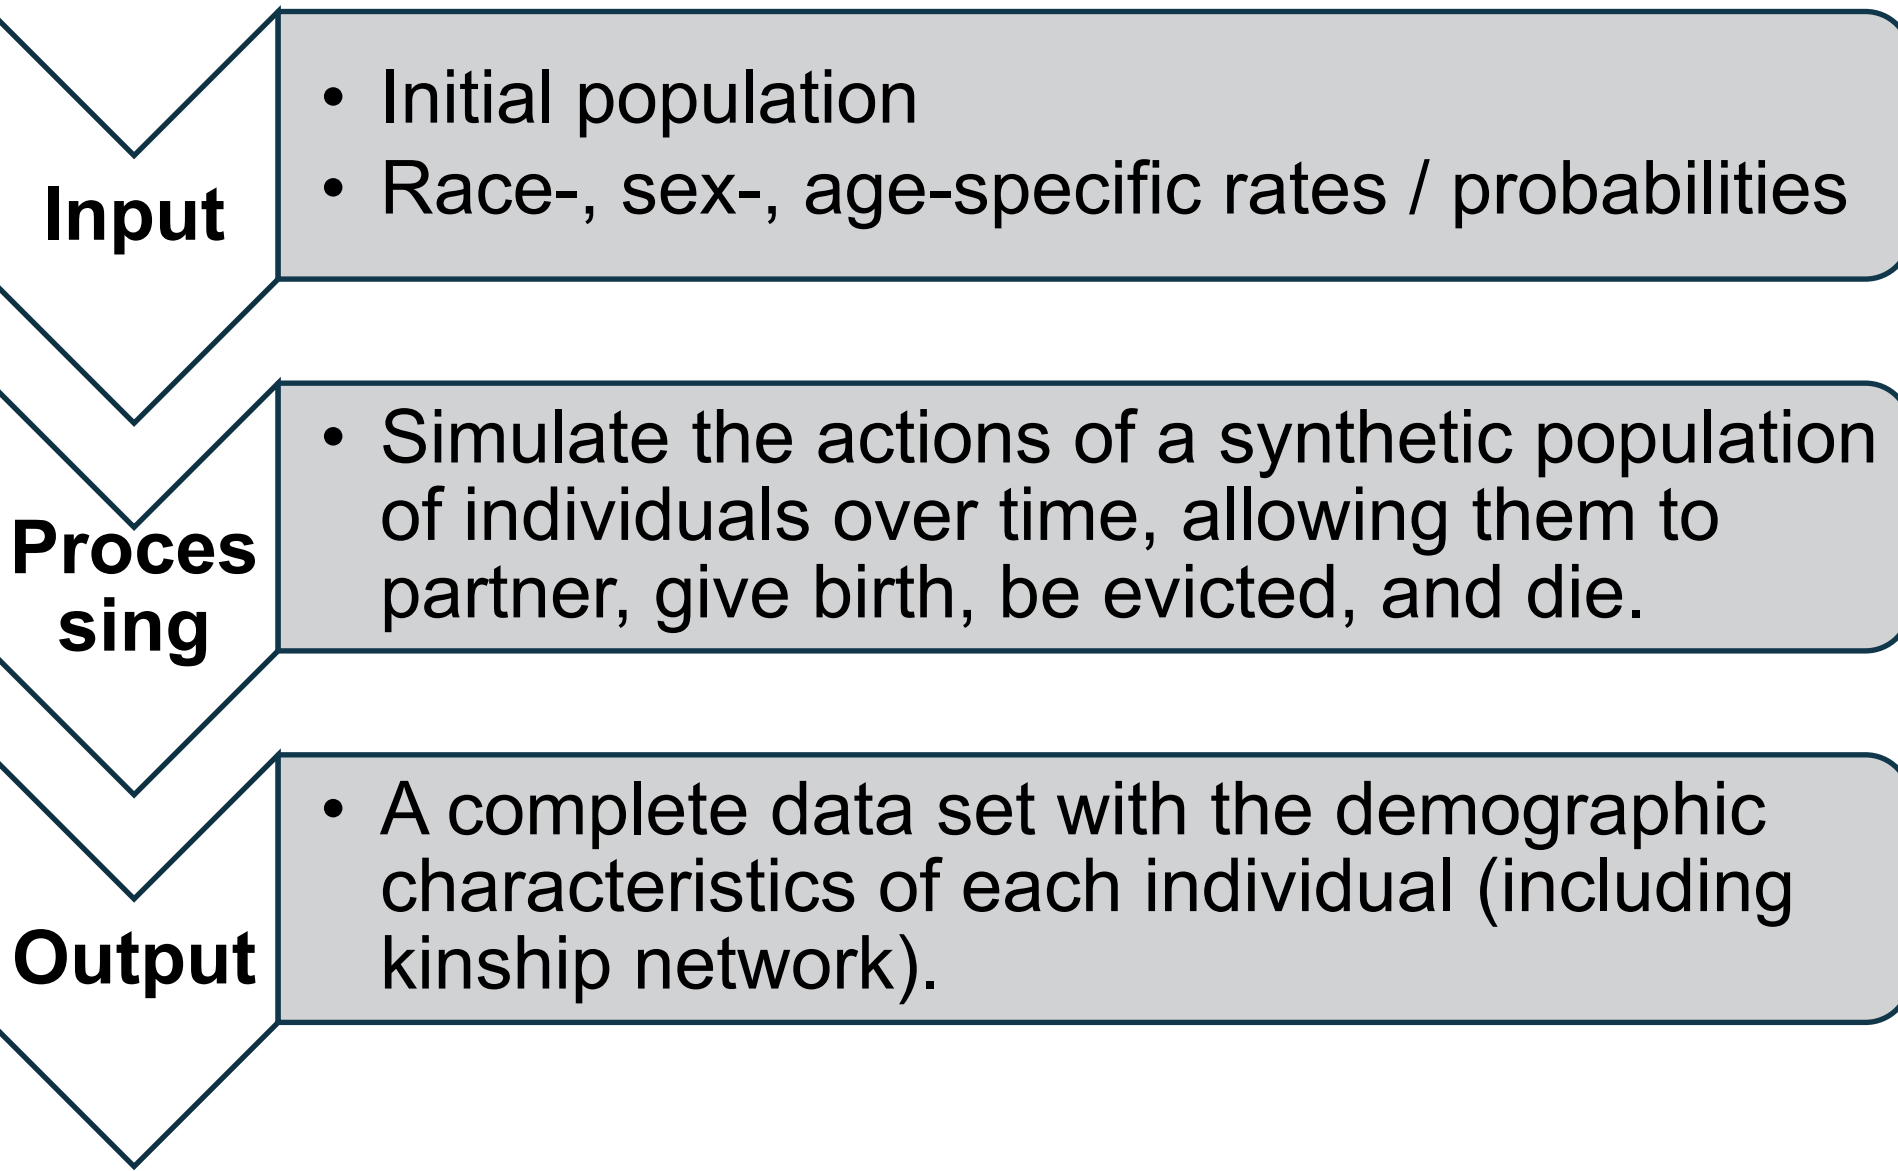 Input
• Initial population
• Race-, sex-, age-specific rates / probabilities
Proces
sing
• Simulate the actions of a synthetic population
of individuals over time, allowing them to
partner, give birth, be evicted, and die.
Output
• A complete data set with the demographic
characteristics of each individual (including
kinship network).